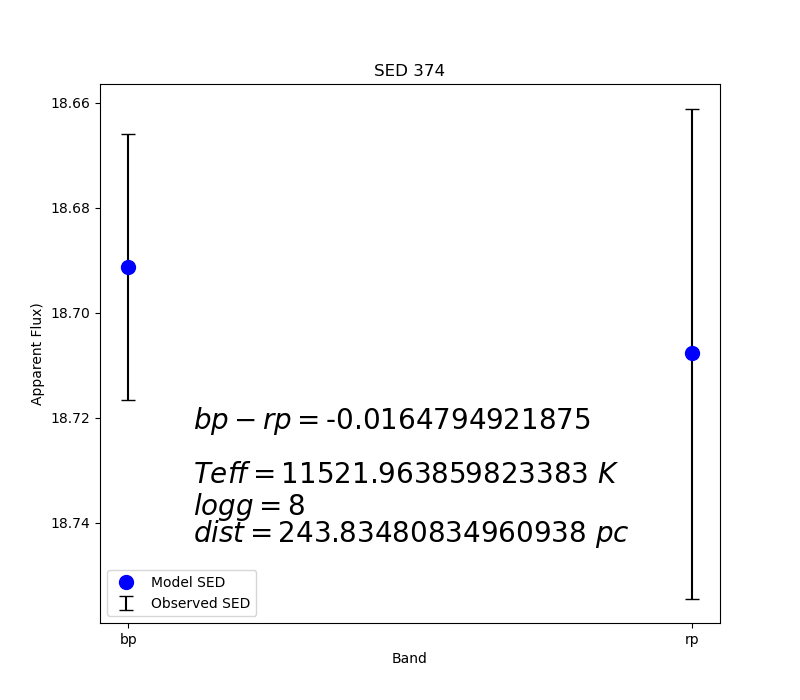 SED 374
18.66
18.68
18.70
18.72
18.74
Apparent Flux)
bp − rp = -0.0164794921875
Teff = 11521.963859823383 K
logg = 8
dist = 243.83480834960938 pc
Model SED
Observed SED
bp
rp
Band